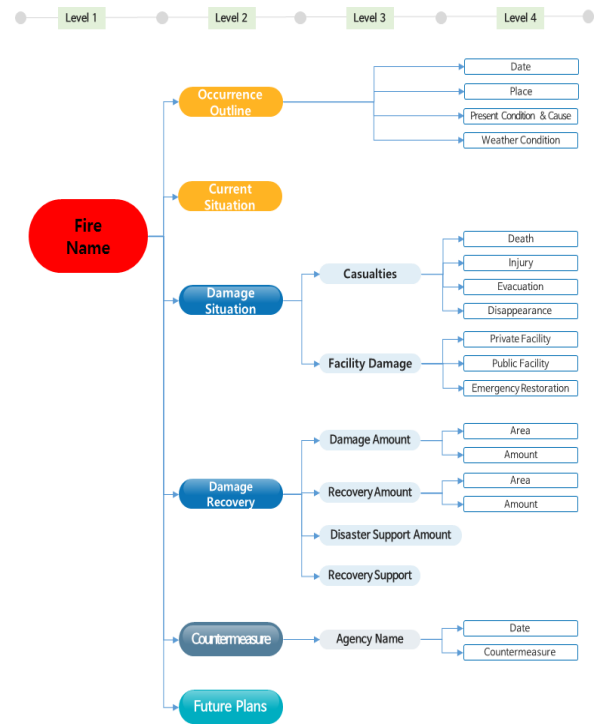 Level 1
Level 2
Level 3
Level 4
Fire
Name
Occurrence
Outline
Date
Place
Present Condition & Cause
Weather Condition
Current
Situation
Damage
Situation
Casualties
Death
Injury
Evacuation
Disappearance
Facility Damage
Private Facility
Public Facility
Emergency Restoration
Damage
Recovery
Damage Amount
Area
Amount
Recovery Amount
Area
Amount
Disaster Support Amount
Recovery Support
Countermeasure
Agency Name
Date
Countermeasure
Future Plans